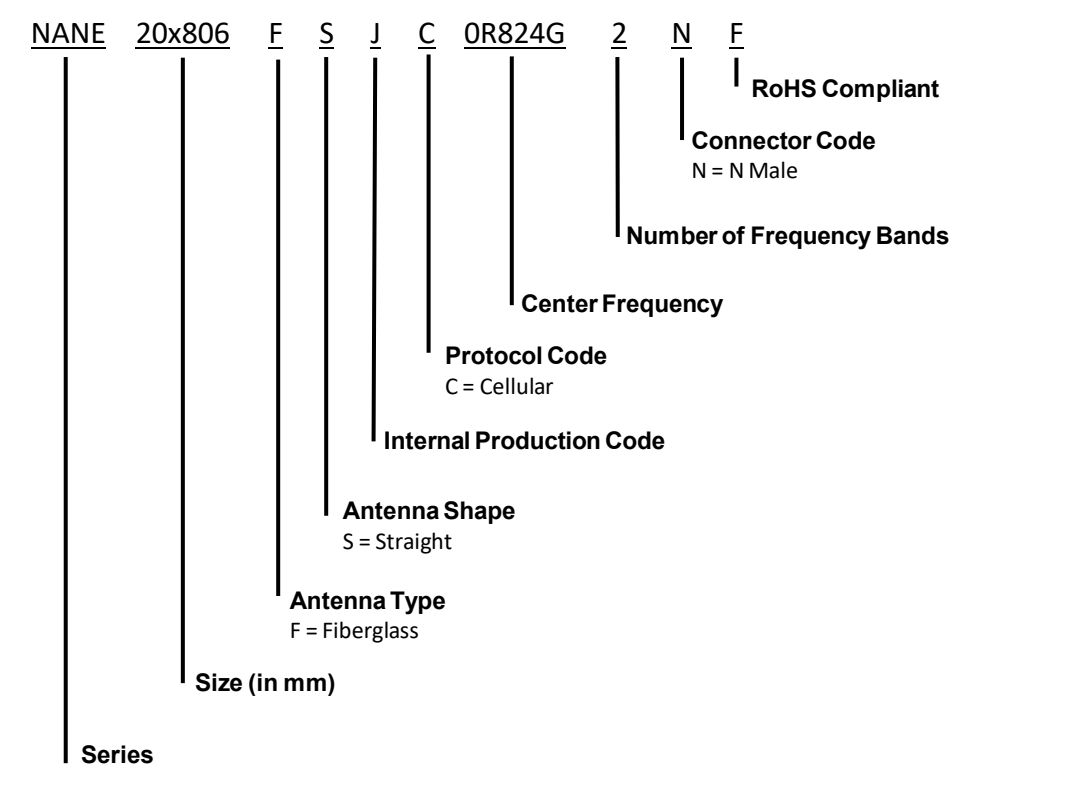 NANE 20x806 F S J C 0R824G 2 N F
RoHS Compliant
Connector Code
N = N Male
Number of Frequency Bands
Center Frequency
Protocol Code
C = Cellular
Internal Production Code
Antenna Shape
S = Straight
Antenna Type
F = Fiberglass
Size (in mm)
Series